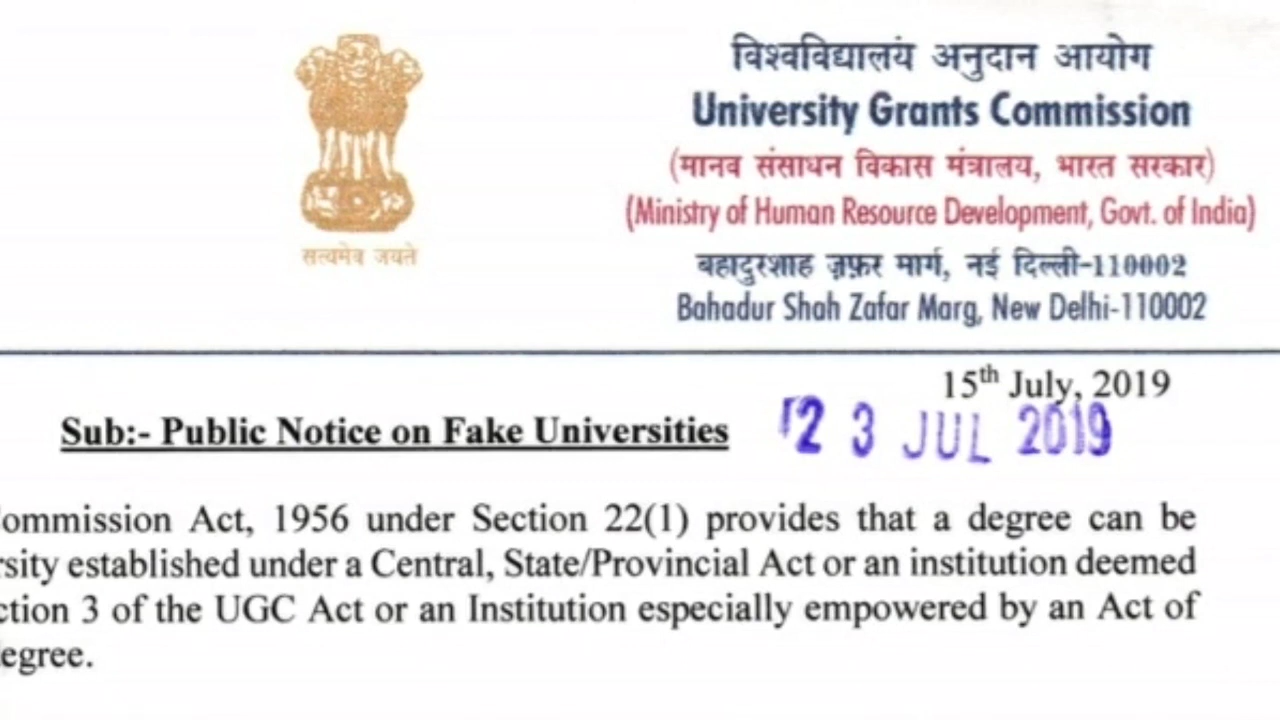 सत्यमेव जयते
विश्वविद्यालय अनुदान आयोग
University Grants Commission
(मानव संसाधन विकास मंत्रालय, भारत सरकार)
(Ministry of Human Resource Development, Govt. of India)
बहादुरशाह ज़फ़र मार्ग, नई दिल्ली-110002
Bahadur Shah Zafar Marg, New Delhi-110002
15th July, 2019
Sub:- Public Notice on Fake Universities
23 JUL 2019
ommission Act, 1956 under Section 22(1) provides that a degree can be
rsity established under a Central, State/Provincial Act or an institution deemed
ction 3 of the UGC Act or an Institution especially empowered by an Act of
egree.